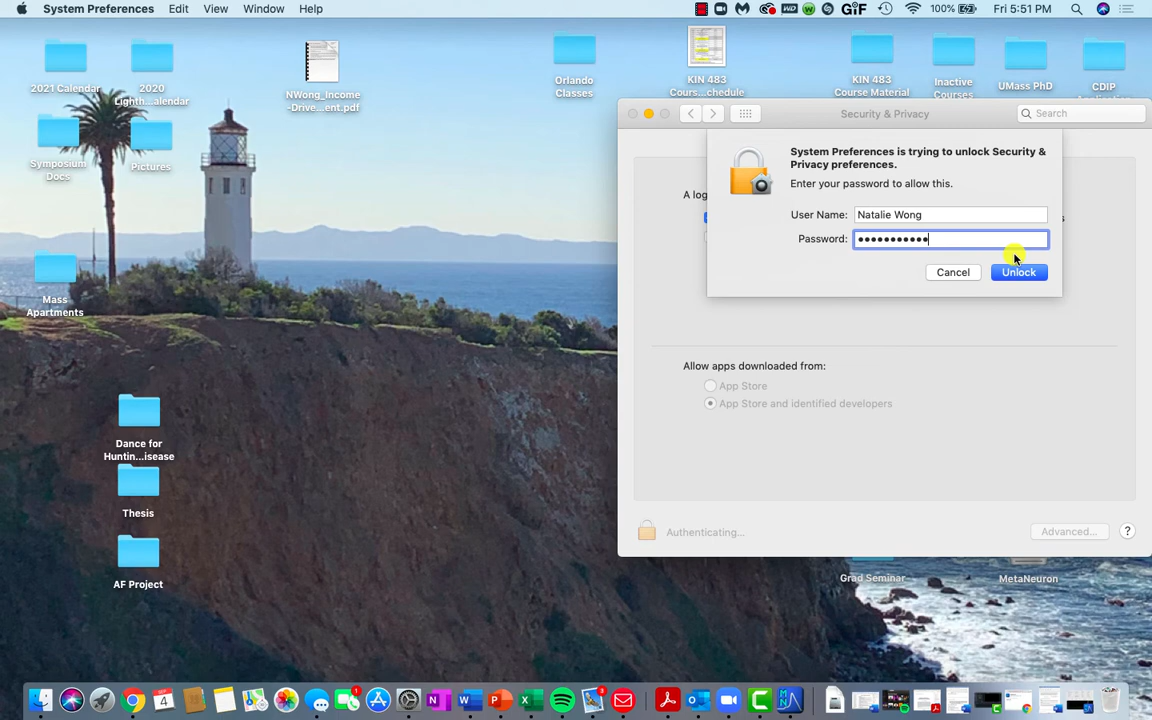 System Preferences Edit View Window Help
WD GIF 100% Fri 5:51 PM
2021 Calendar
2020
Lighth...alendar
NWong_Income
-Drive...ent.pdf
Orlando
Classes
KIN 483
Cours...chedule
KIN 483
Course Material
Inactive
Courses
UMass PhD
CDIP
Symposium
Docs
Pictures
Mass
Apartments
Dance for
Huntin...isease
Thesis
AF Project
Security & Privacy
Search
A log
System Preferences is trying to unlock Security &
Privacy preferences.
Enter your password to allow this.
User Name: Natalie Wong
Password:
Cancel Unlock
Allow apps downloaded from:
App Store
App Store and identified developers
Authenticating...
Advanced... ?
Grad Seminar
MetaNeuron